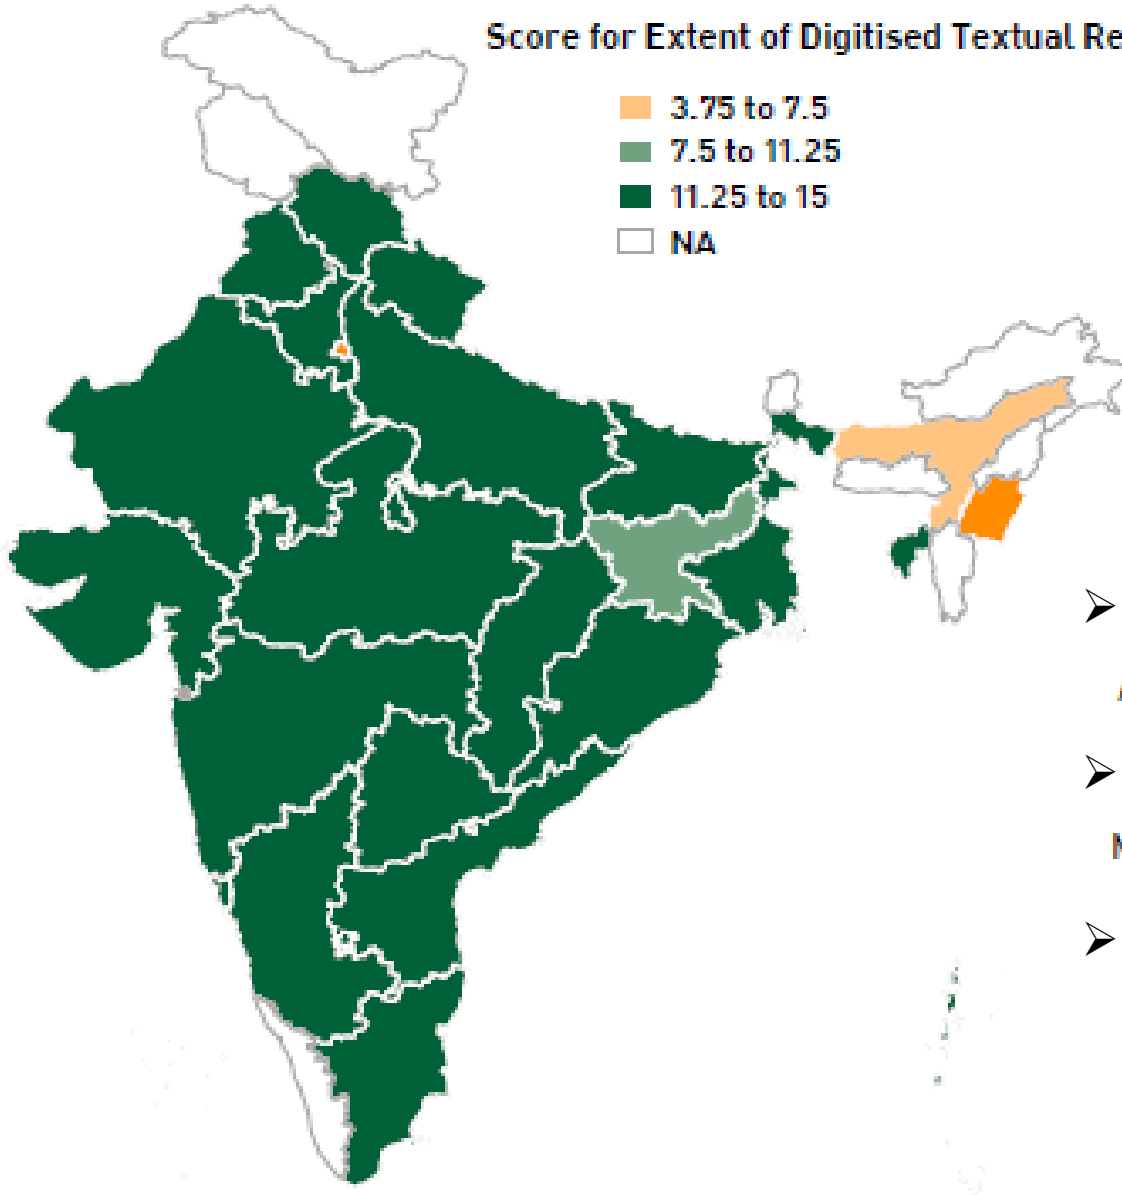 Score for Extent of Digitised Textual Re
3.75 to 7.5
7.5 to 11.25
11.25 to 15
NA